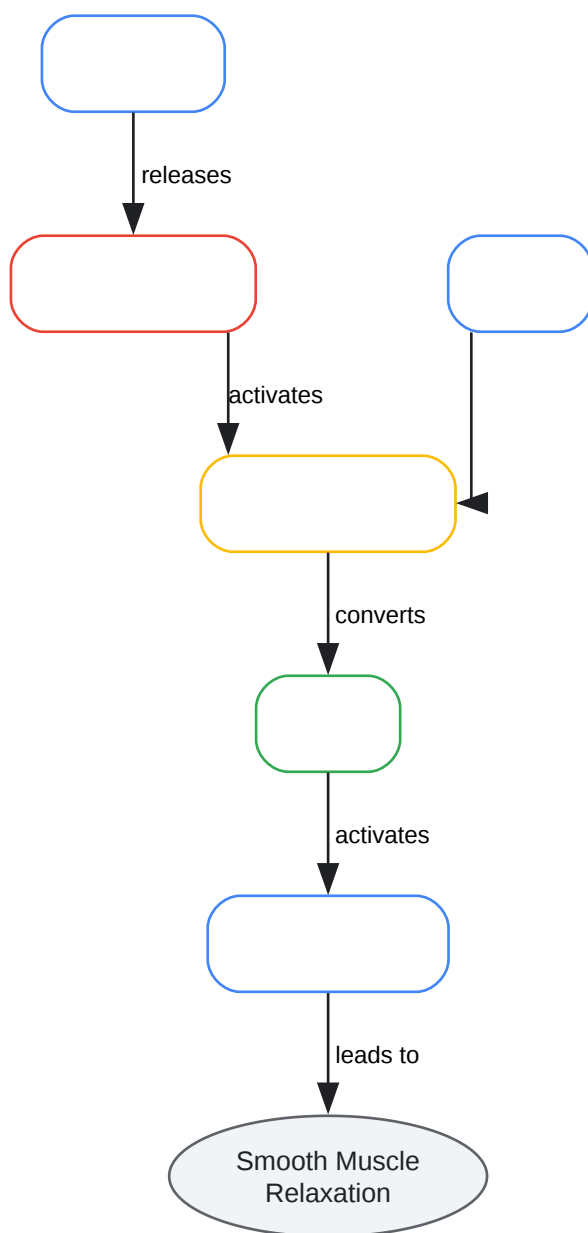 releases
activates
converts
activates
leads to
Smooth Muscle
Relaxation